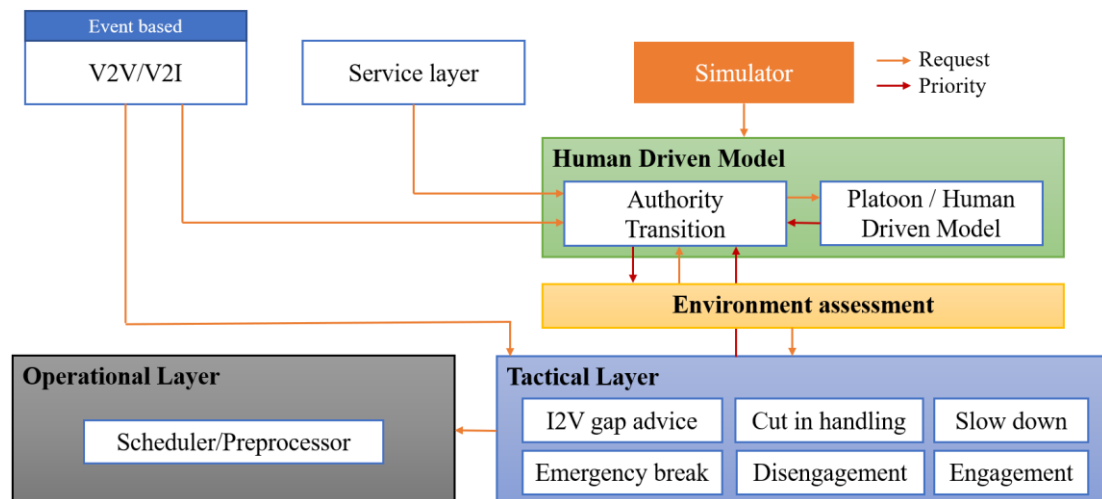 Event based
V2V/V2I
Service layer
Simulator
Request
Priority
Human Driven Model
Authority
Transition
Platoon / Human
Driven Model
Environment assessment
Operational Layer
Scheduler/Preprocessor
Tactical Layer
I2V gap advice
Cut in handling
Slow down
Emergency break
Disengagement
Engagement